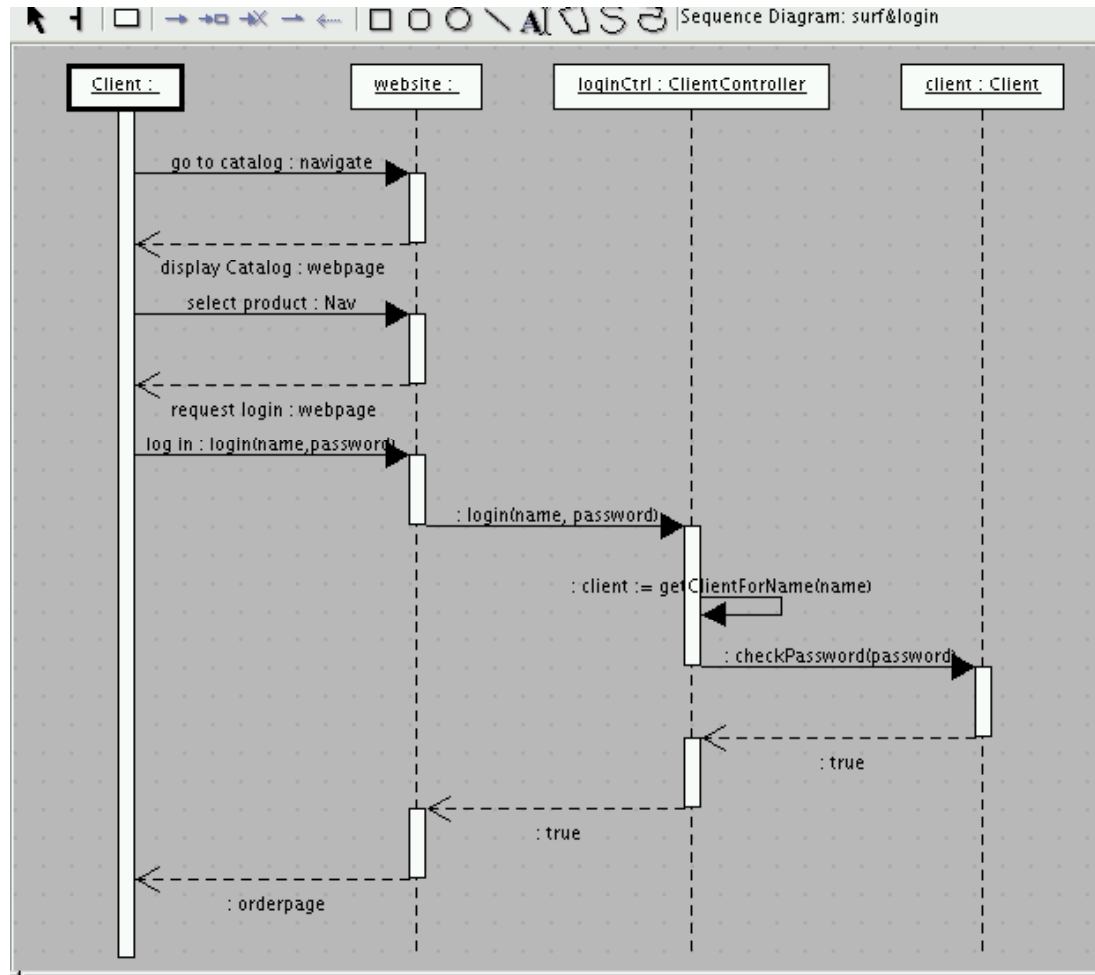 A Sequence Diagram: surf&login
Client : website : loginCtrl : ClientController client : Client
go to catalog : navigate
display Catalog : webpage
select product : Nav
request login : webpage
log in : login(name,password)
: login(name, password)
: client := getClientForName(name)
: checkPassword(password)
: true
: true
: orderpage